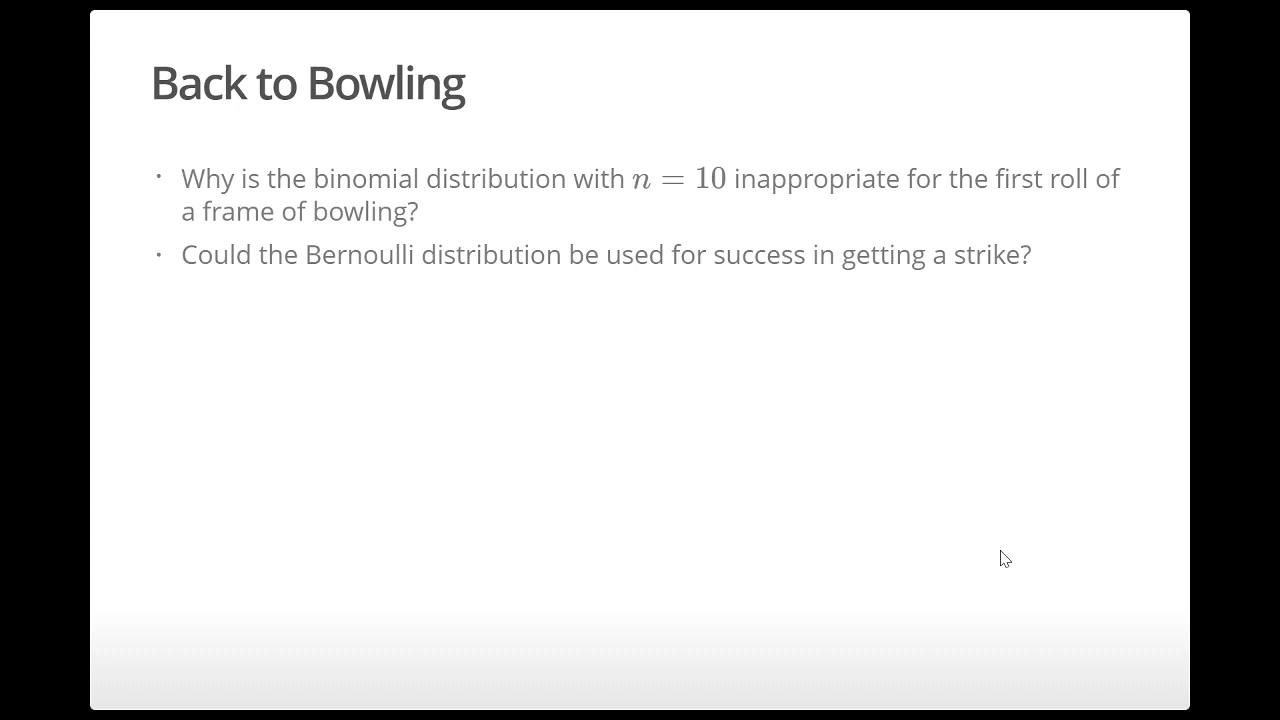 Back to Bowling
· Why is the binomial distribution with n = 10 inappropriate for the first roll of
a frame of bowling?
· Could the Bernoulli distribution be used for success in getting a strike?